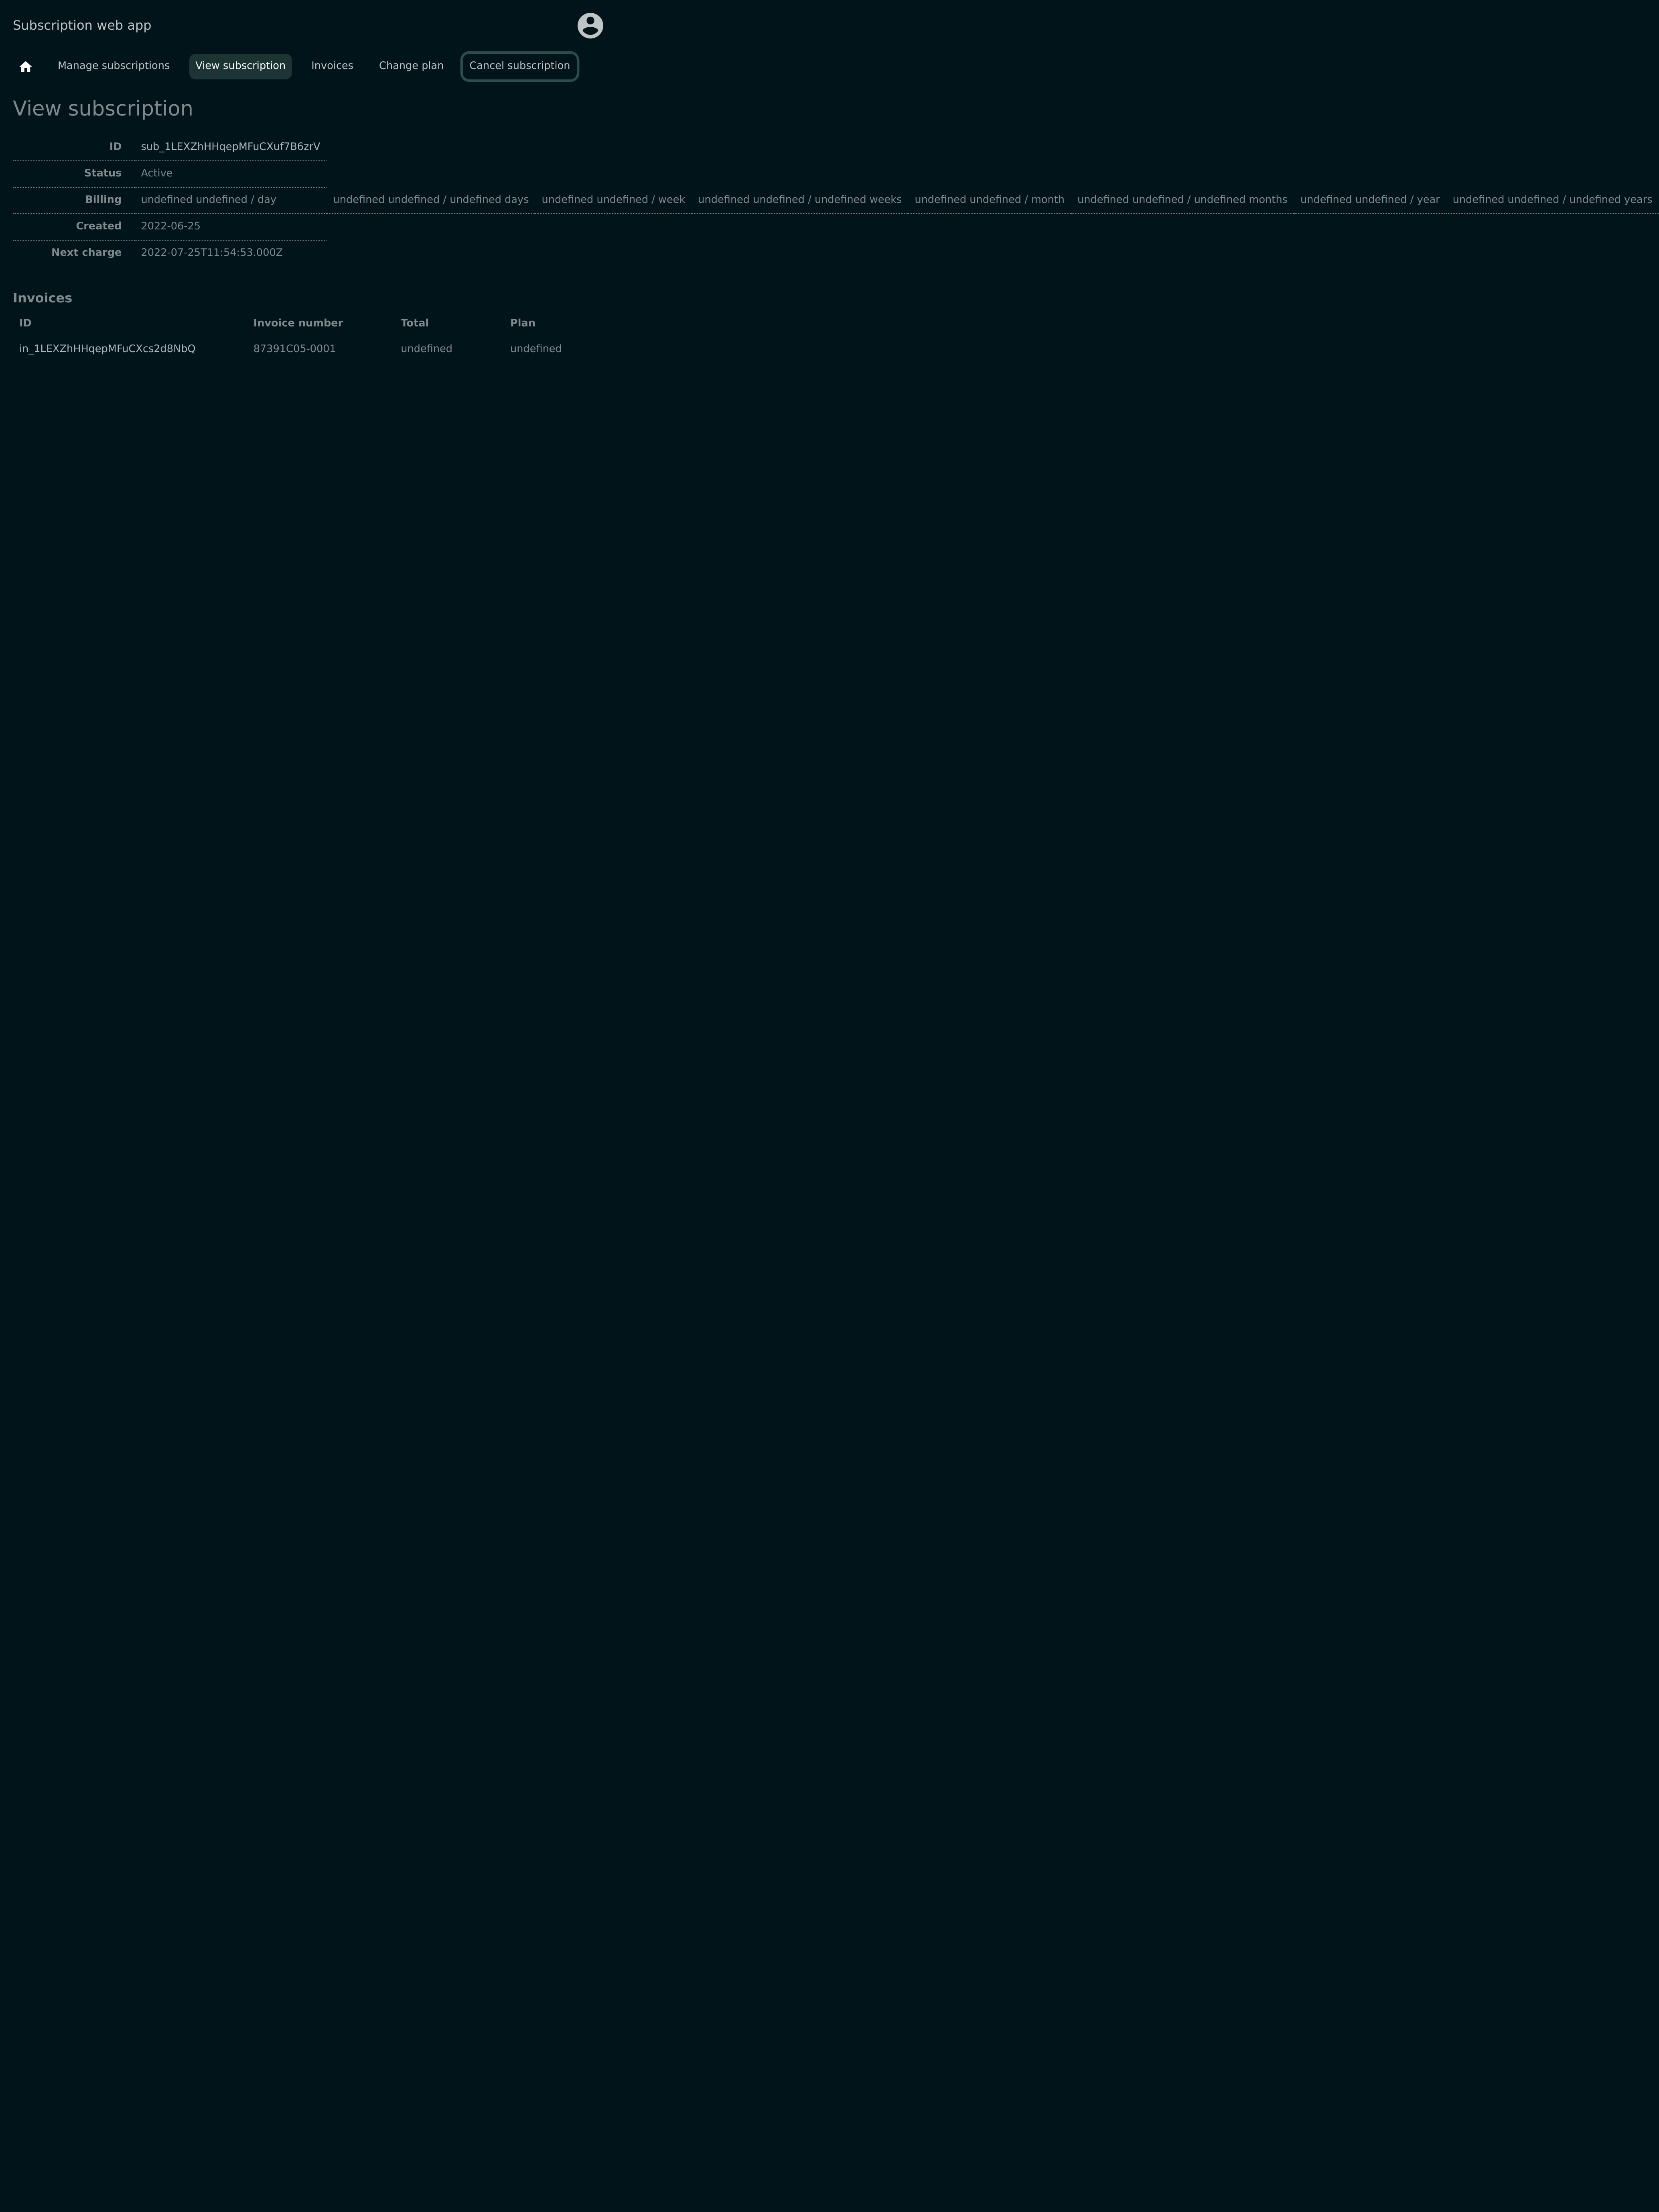 Subscription web app
Manage subscriptions View subscription Invoices Change plan Cancel subscription
View subscription
ID sub_1LEXZhHHqepMFuCXuf7B6zrV
Status Active
Billing undefined undefined / day undefined undefined / undefined days undefined undefined / week undefined undefined / undefined weeks undefined undefined / month undefined undefined / undefined months undefined undefined / year undefined undefined / undefined years
Created 2022-06-25
Next charge 2022-07-25T11:54:53.000Z
Invoices
ID Invoice number Total Plan
in_1LEXZhHHqepMFuCXcs2d8NbQ 87391C05-0001 undefined undefined